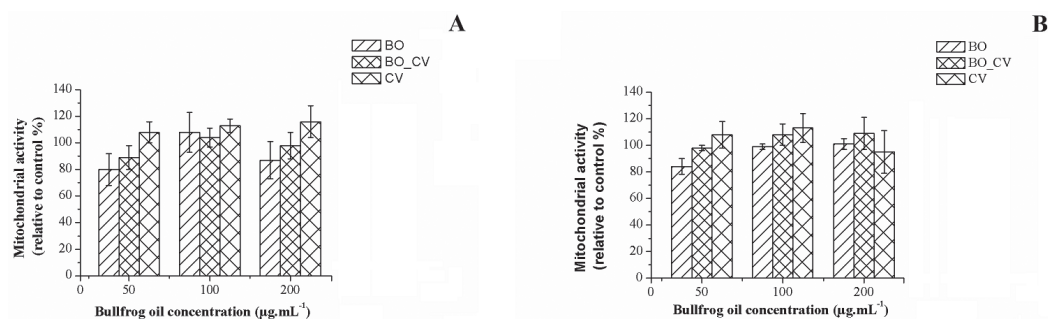 A
BO
BO_CV
CV
Mitochondrial activity
(relative to control %)
140
120
100
80
60
40
20
0
0
50
100
200
Bullfrog oil concentration (µg.mL⁻¹)
B
BO
BO_CV
CV
Mitochondrial activity
(relative to control %)
140
120
100
80
60
40
20
0
0
50
100
200
Bullfrog oil concentration (µg.mL⁻¹)